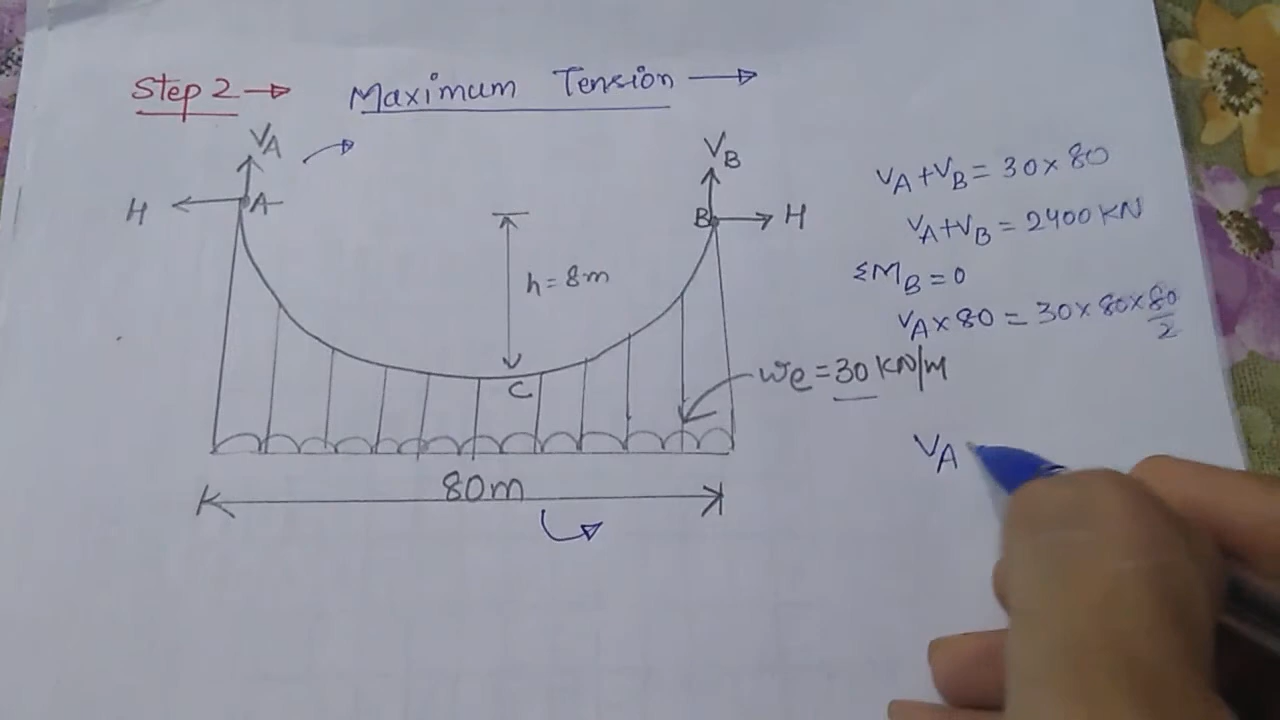 Step 2 → Maximum Tension →
VA
VB
H
A
B
H
h = 8m
C
we = 30 KN/m
80m
VA + VB = 30 x 80
VA + VB = 2400 KN
ΣMB = 0
VA x 80 = 30 x 80 x 80/2
VA